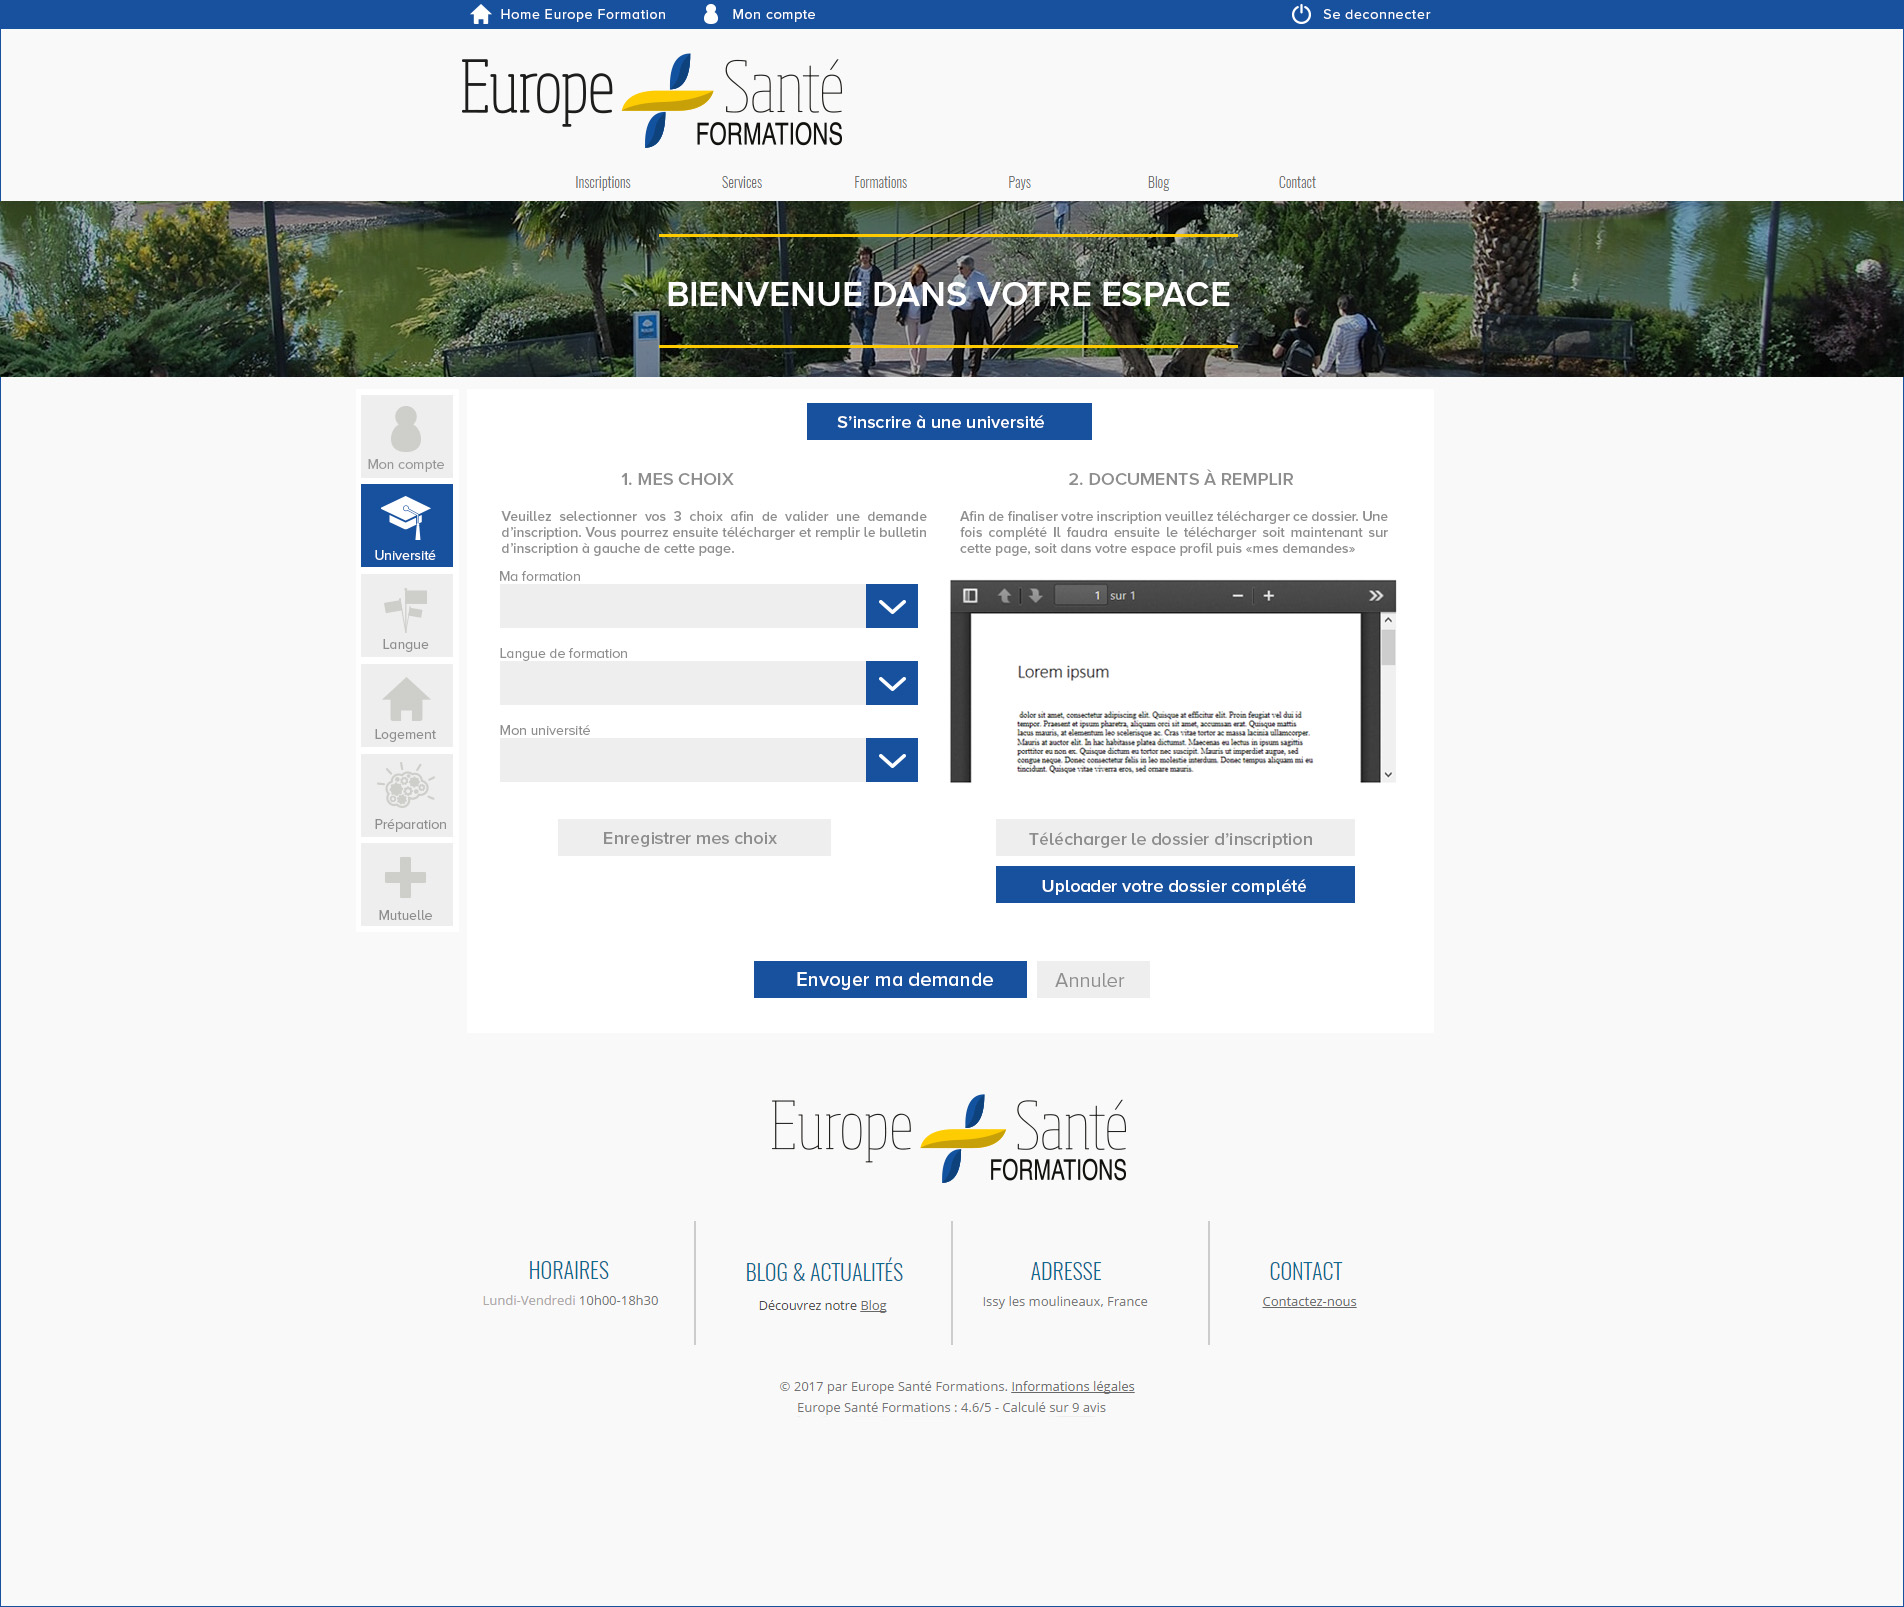 Home Europe Formation
Mon compte
Se deconnecter
Europe Santé
FORMATIONS
Inscriptions
Services
Formations
Pays
Blog
Contact
BIENVENUE DANS VOTRE ESPACE
Mon compte
Université
Langue
Logement
Préparation
Mutuelle
S'inscrire à une université
1. MES CHOIX
Veuillez selectionner vos 3 choix afin de valider une demande
d'inscription. Vous pourrez ensuite télécharger et remplir le bulletin
d'inscription à gauche de cette page.
Ma formation
Langue de formation
Mon université
Enregistrer mes choix
2. DOCUMENTS À REMPLIR
Afin de finaliser votre inscription veuillez télécharger ce dossier. Une
fois complété Il faudra ensuite le télécharger soit maintenant sur
cette page, soit dans votre espace profil puis «mes demandes»
1 sur 1
Lorem ipsum
dolor sit amet, consectetur adipiscing elit. Quisque at efficitur elit. Proin feugiat vel dui id
tempor. Praesent et ipsum pharetra, aliquam orci sit amet, accumsan erat. Quisque mattis
lacus mauris, at elementum leo scelerisque ac. Cras vitae tortor ac massa lacinia ullamcorper.
Mauris at auctor elit. In hac habitasse platea dictumst. Maecenas eu lectus in ipsum sagittis
porttitor eu non ex. Quisque dictum eu tortor nec suscipit. Mauris ut imperdiet augue, sed
congue neque. Donec consectetur felis in leo molestie interdum. Donec tempus aliquam mi eu
tincidunt. Quisque vitae viverra eros, sed ornare mauris.
Télécharger le dossier d'inscription
Uploader votre dossier complété
Envoyer ma demande
Annuler
Europe Santé
FORMATIONS
HORAIRES
Lundi-Vendredi 10h00-18h30
BLOG & ACTUALITÉS
Découvrez notre Blog
ADRESSE
Issy les moulineaux, France
CONTACT
Contactez-nous
© 2017 par Europe Santé Formations. Informations légales
Europe Santé Formations : 4.6/5 - Calculé sur 9 avis